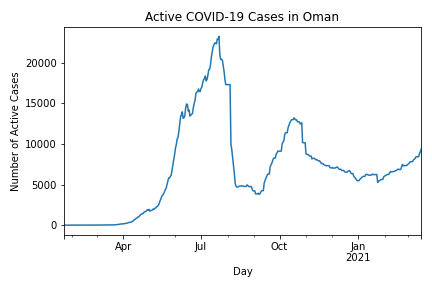 Active COVID-19 Cases in Oman
Number of Active Cases
20000
15000
10000
5000
0
Apr
Jul
Oct
Jan
2021
Day